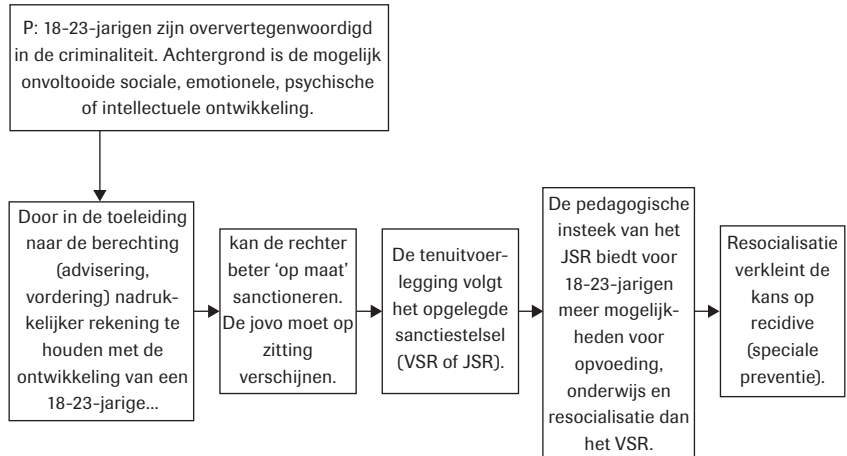 P: 18-23-jarigen zijn oververtegenwoordigd
in de criminaliteit. Achtergrond is de mogelijk
onvoltooide sociale, emotionele, psychische
of intellectuele ontwikkeling.
Door in de toeleiding
naar de berechting
(advisering,
vordering) nadruk-
kelijker rekening te
houden met de
ontwikkeling van een
18-23-jarige...
kan de rechter
beter ‘op maat’
sanctioneren.
De jovo moet op
zitting
verschijnen.
De tenuitvoer-
legging volgt
het opgelegde
sanctiestelsel
(VSR of JSR).
De pedagogische
insteek van het
JSR biedt voor
18-23-jarigen
meer mogelijk-
heden voor
opvoeding,
onderwijs en
resocialisatie dan
het VSR.
Resocialisatie
verkleint de
kans op
recidive
(speciale
preventie).